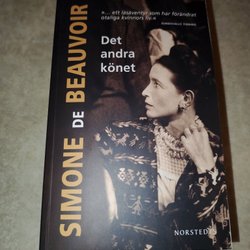 »... ett läsäventyr som har förändrat
otaliga kvinnors liv.«
SIMONE DE BEAUVOIR
Det
andra
könet
NORSTEDTS